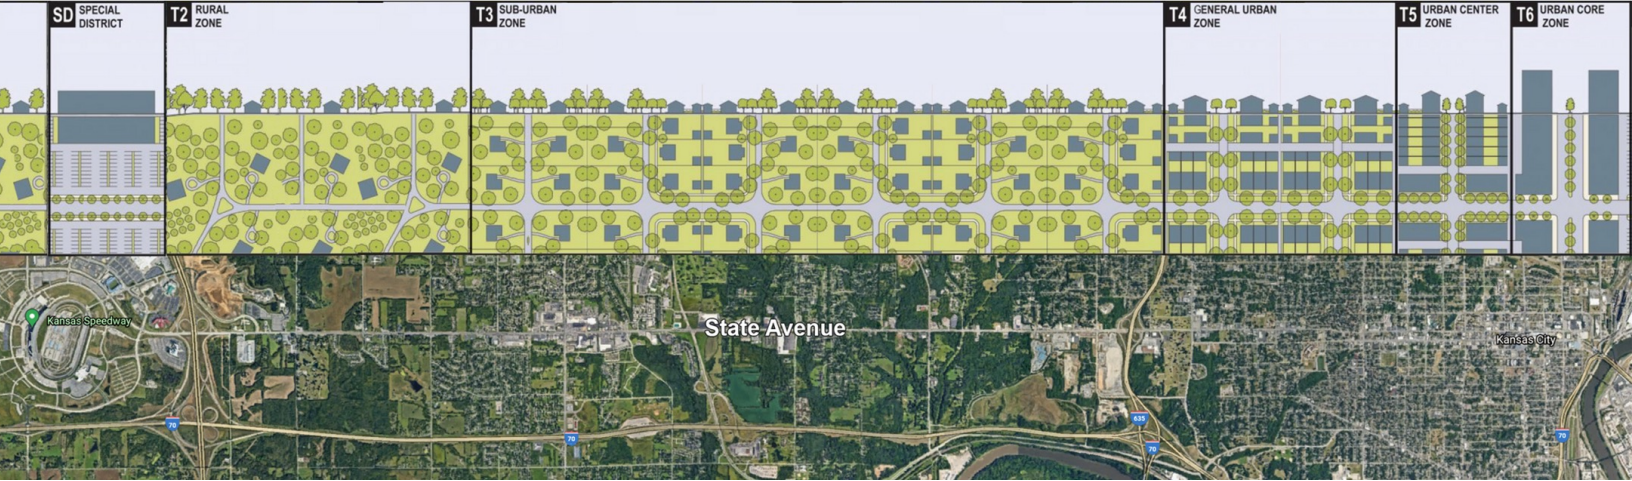 SD SPECIAL
DISTRICT
T2 RURAL
ZONE
T3 SUB-URBAN
ZONE
T4 GENERAL URBAN
ZONE
T5 URBAN CENTER
ZONE
T6 URBAN CORE
ZONE
Kansas Speedway
State Avenue
Kansas City
70
70
635
70
70